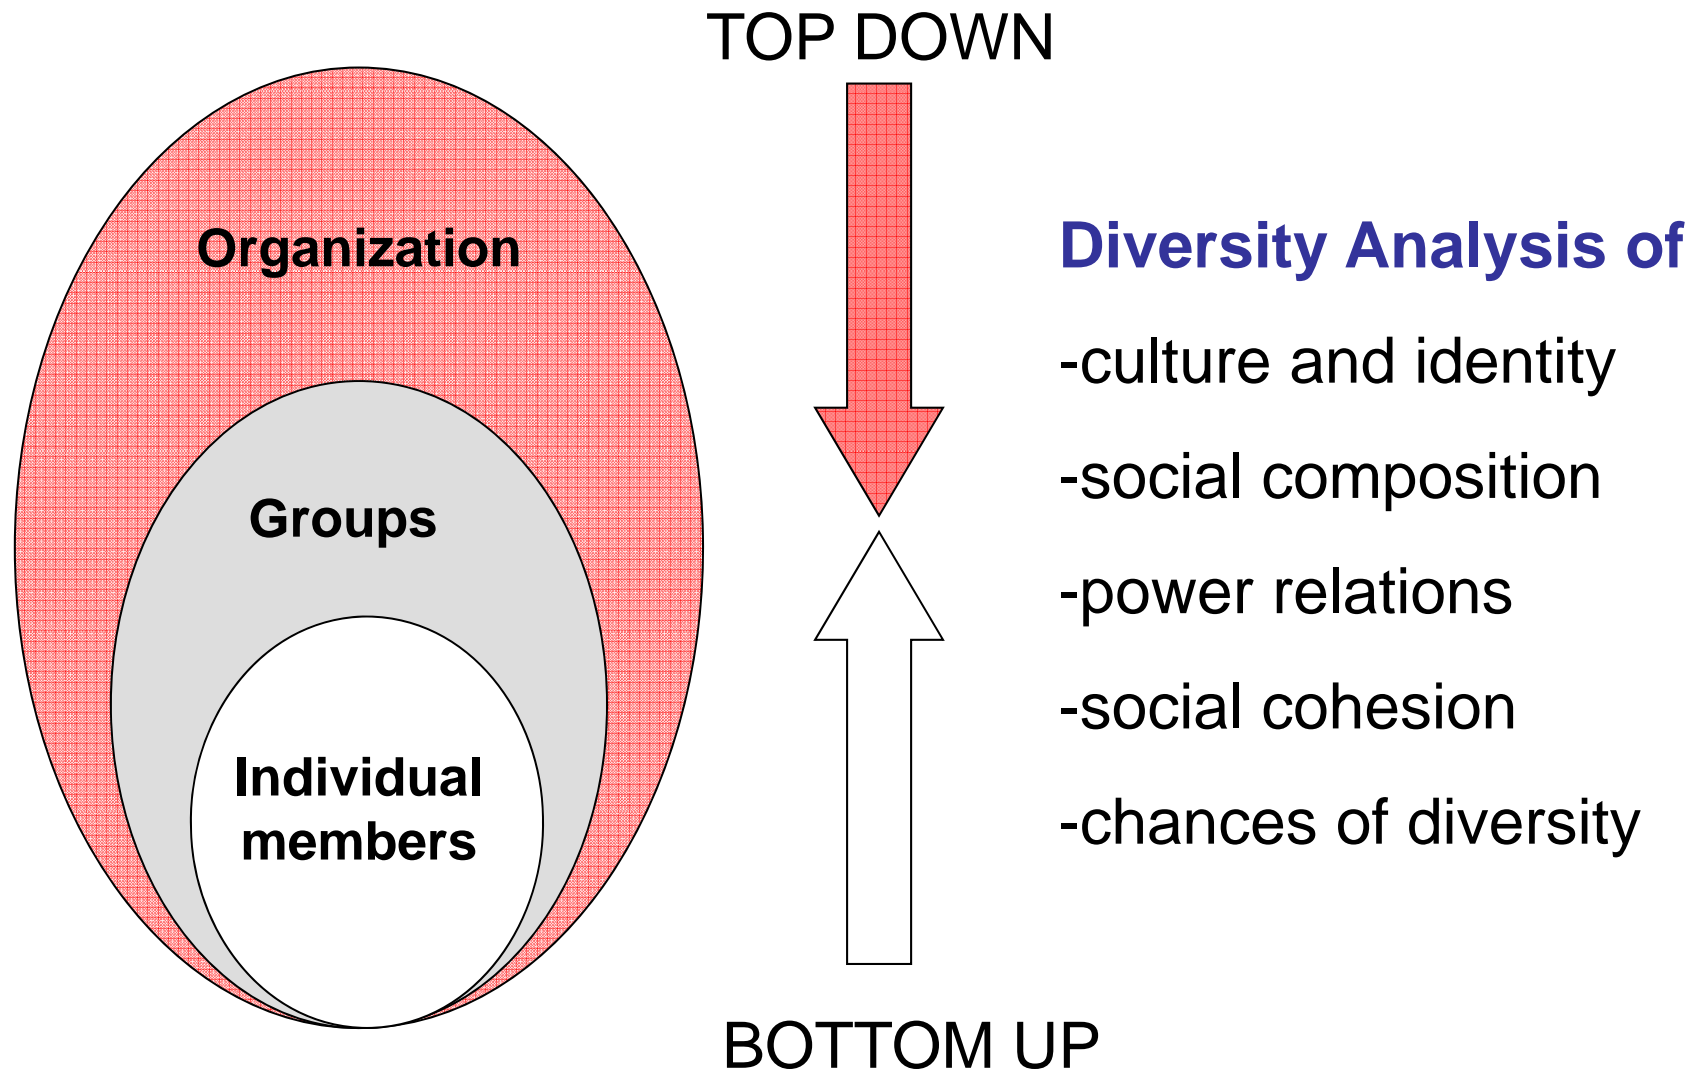 TOP DOWN
Organization
Groups
Individual
members
Diversity Analysis of
-culture and identity
-social composition
-power relations
-social cohesion
-chances of diversity
BOTTOM UP